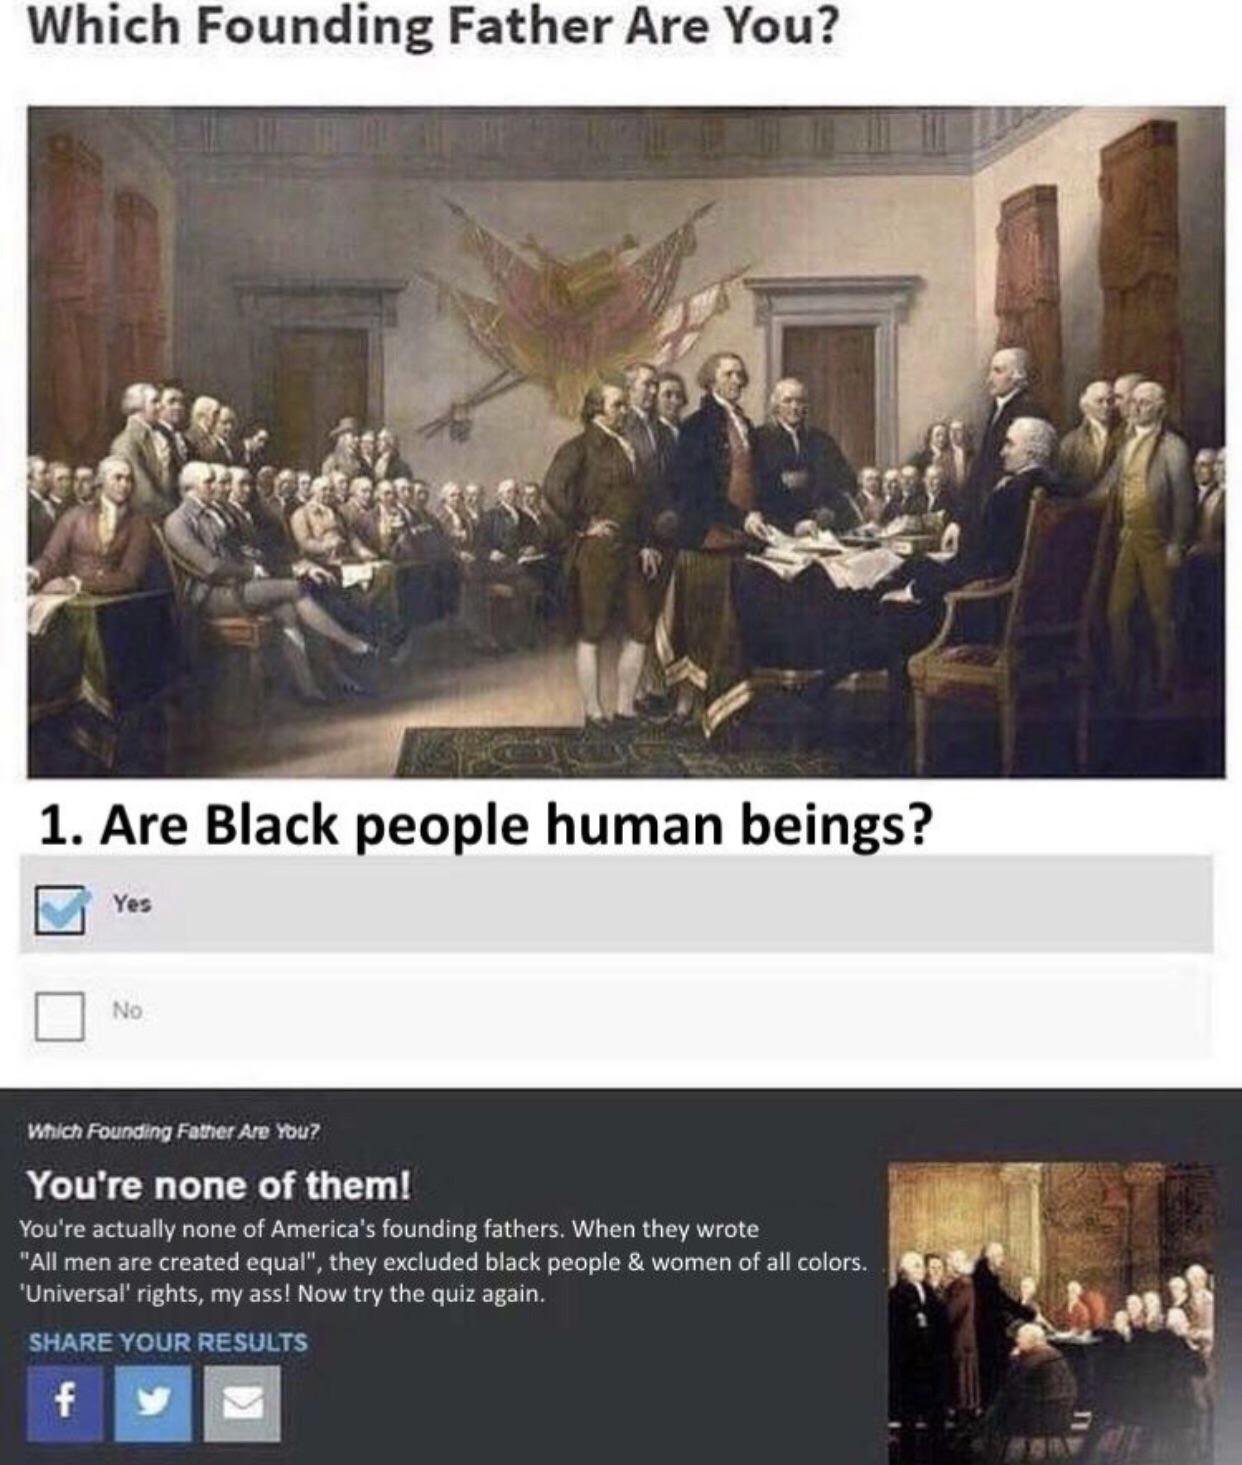 Which Founding Father Are You?
1. Are Black people human beings?
Yes
No
Which Founding Father Are You?
You're none of them!
You're actually none of America's founding fathers. When they wrote
"All men are created equal", they excluded black people & women of all colors.
'Universal' rights, my ass! Now try the quiz again.
SHARE YOUR RESULTS
f